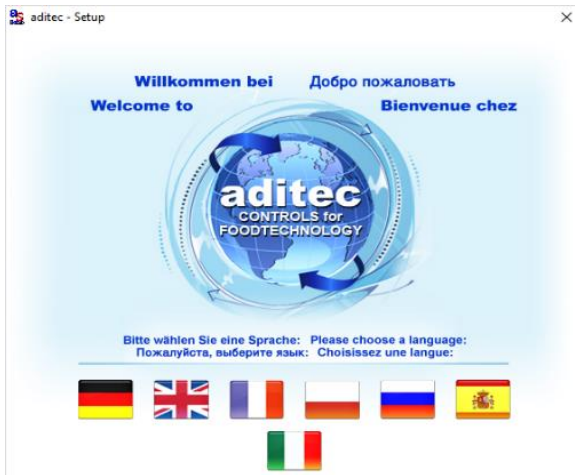 aditec - Setup
Willkommen bei Добро пожаловать
Welcome to Bienvenue chez
aditec
CONTROLS for
FOODTECHNOLOGY
Bitte wählen Sie eine Sprache: Please choose a language:
Пожалуйста, выберите язык: Choisissez une langue: